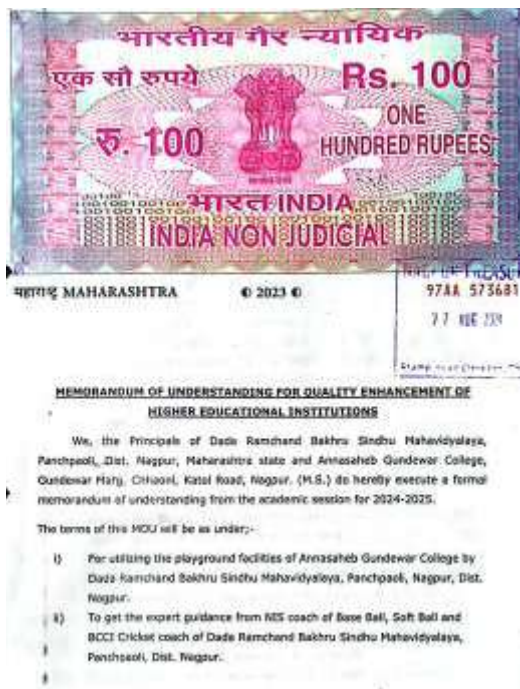 भारतीय गैर न्यायिक
एक सौ रुपये
Rs. 100
रु. 100
ONE
HUNDRED RUPEES
भारत INDIA
INDIA NON JUDICIAL
महाराष्ट्र MAHARASHTRA
© 2023 ©
97AA 573681
MEMORANDUM OF UNDERSTANDING FOR QUALITY ENHANCEMENT OF
HIGHER EDUCATIONAL INSTITUTIONS
We, the Principals of Dada Ramchand Bakhru Sindhu Mahavidyalaya,
Panchpaoli, Dist. Nagpur, Maharashtra state and Annasaheb Gundewar College,
Gundewar Marg, Chhaoni, Katol Road, Nagpur. (M.S.) do hereby execute a formal
memorandum of understanding from the academic session for 2024-2025.
The terms of this MOU will be as under;-
i) For utilizing the playground facilities of Annasaheb Gundewar College by
Dada Ramchand Bakhru Sindhu Mahavidyalaya, Panchpaoli, Nagpur, Dist.
Nagpur.
ii) To get the expert guidance from NIS coach of Base Ball, Soft Ball and
BCCI Cricket coach of Dada Ramchand Bakhru Sindhu Mahavidyalaya,
Panchpaoli, Dist. Nagpur.